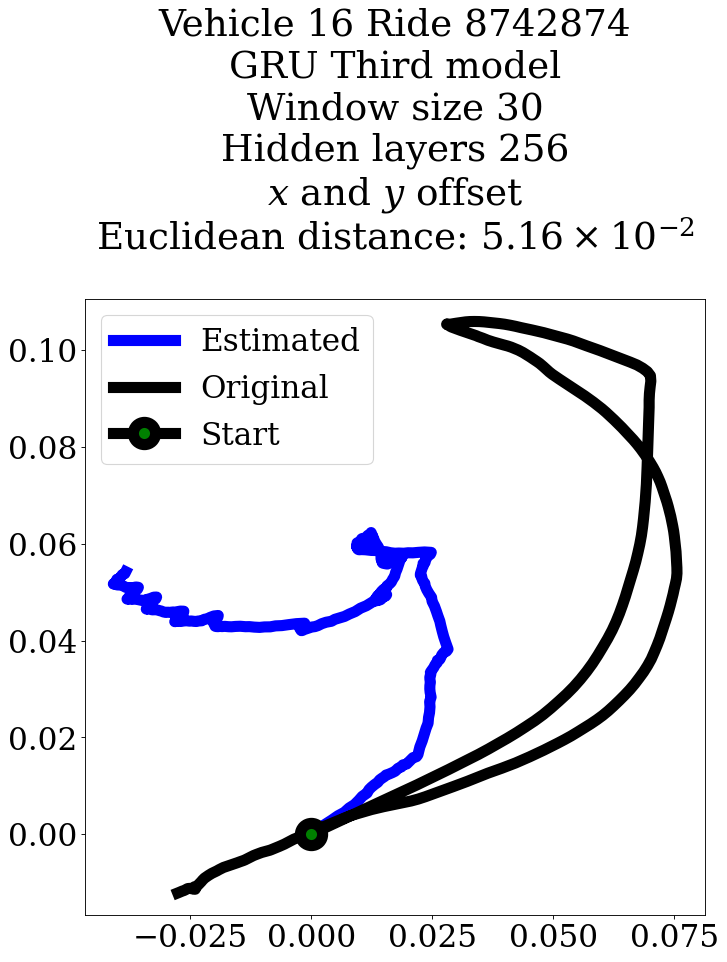 Vehicle 16 Ride 8742874
GRU Third model
Window size 30
Hidden layers 256
x and y offset
Euclidean distance: 5.16 × 10⁻²
Estimated
Original
Start
0.10
0.08
0.06
0.04
0.02
0.00
−0.025 0.000 0.025 0.050 0.075